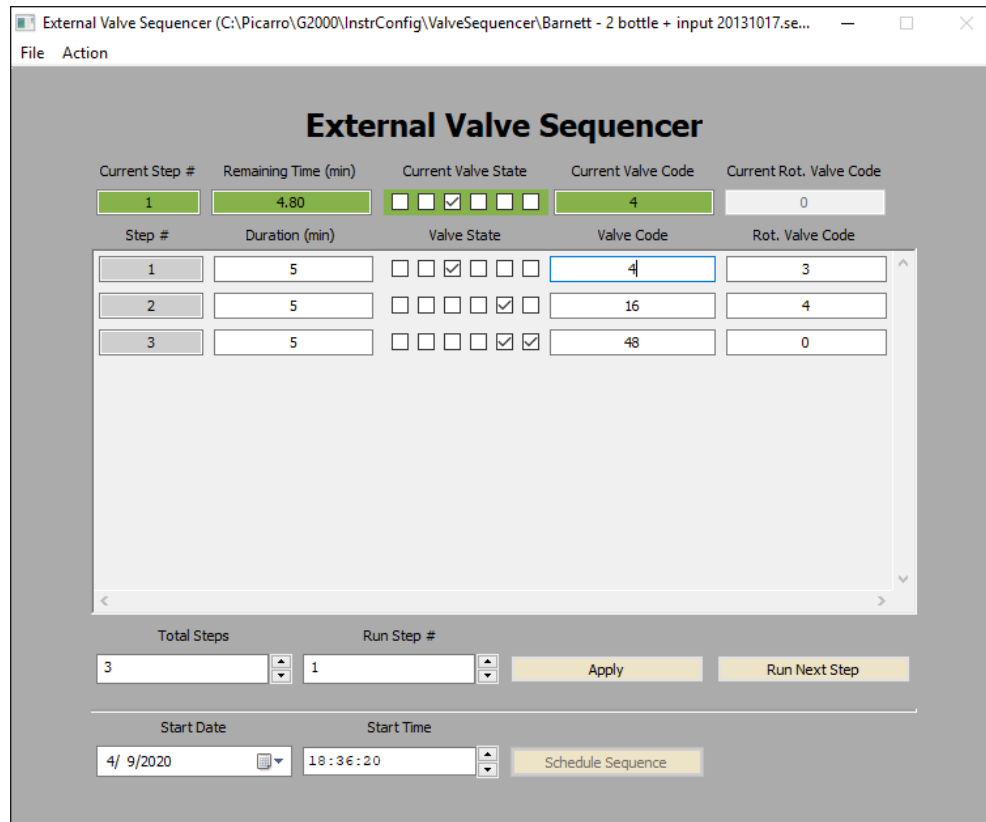 External Valve Sequencer (C:\Picarro\G2000\InstrConfig\ValveSequencer\Barnett - 2 bottle + input 20131017.se...
File Action
External Valve Sequencer
Current Step # Remaining Time (min) Current Valve State Current Valve Code Current Rot. Valve Code
1 4.80 4 0
Step # Duration (min) Valve State Valve Code Rot. Valve Code
1 5 4 3
2 5 16 4
3 5 48 0
Total Steps Run Step #
3 1 Apply Run Next Step
Start Date Start Time
4/ 9/2020 18:36:20 Schedule Sequence